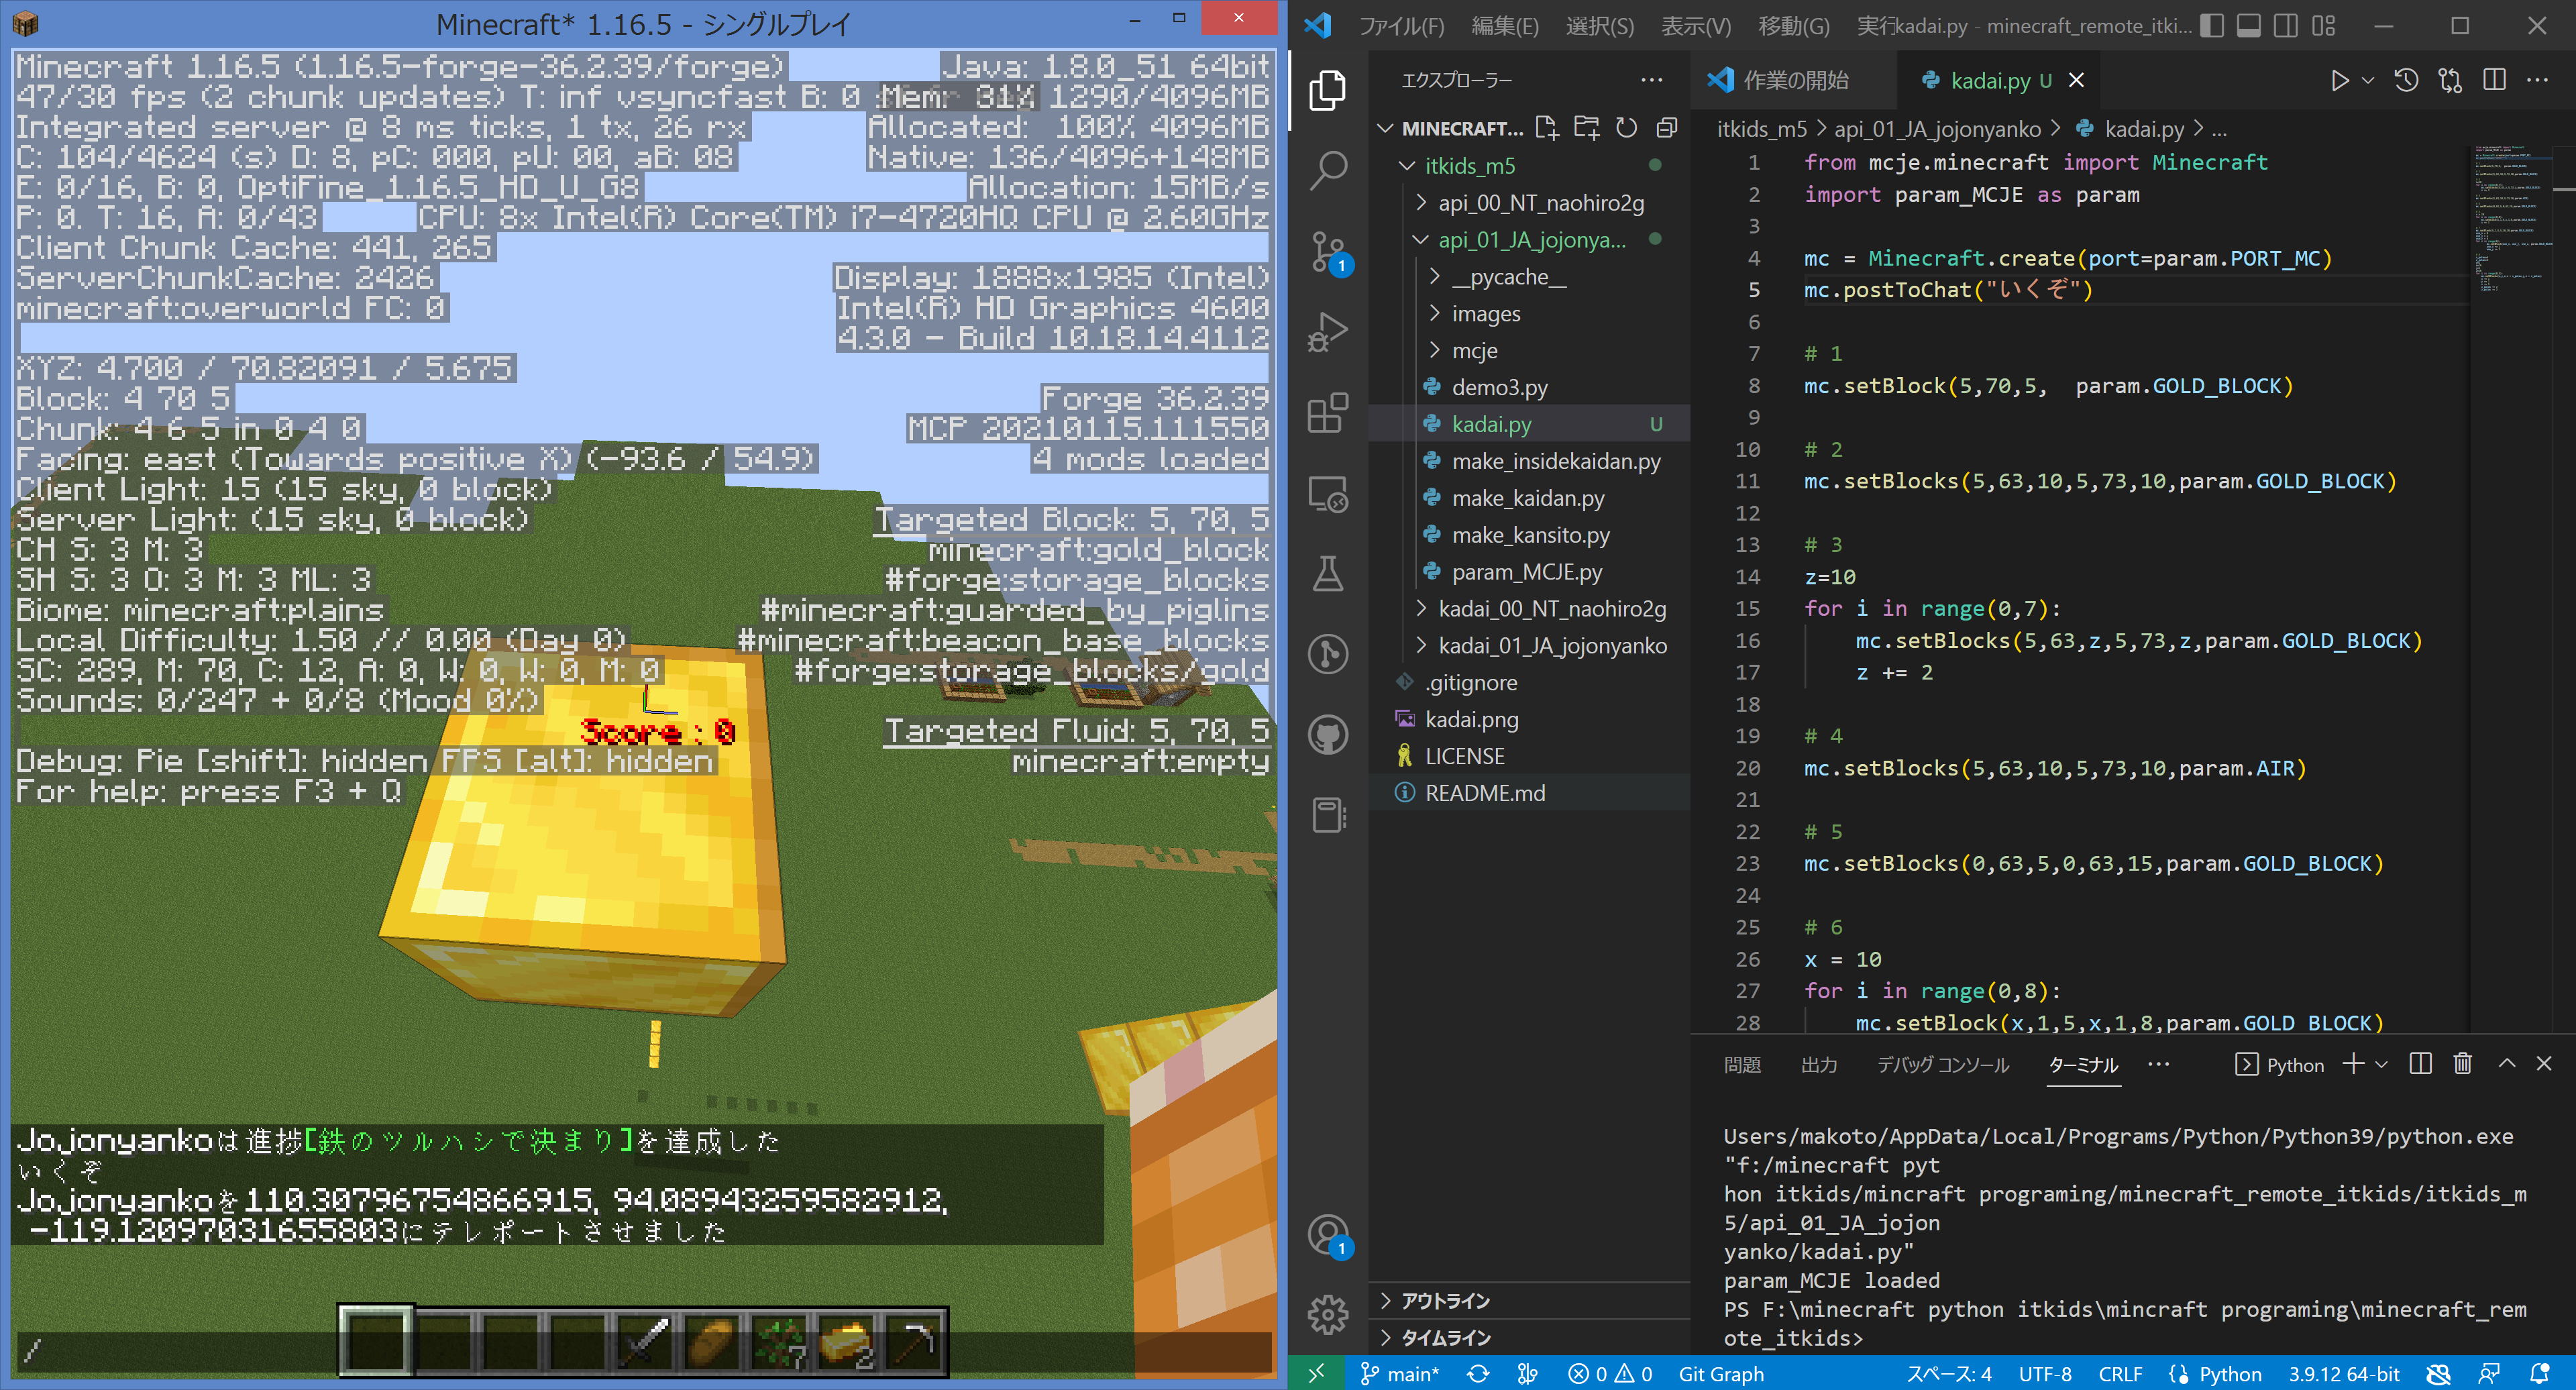 Minecraft* 1.16.5 - シングルプレイ
Minecraft 1.16.5 (1.16.5-forge-36.2.39/forge)
47/30 fps (2 chunk updates) T: inf vsyncfast B: 0
Integrated server @ 8 ms ticks, 1 tx, 26 rx
C: 104/4624 (s) D: 8, pC: 000, pU: 00, aB: 08
E: 0/16, B: 0, OptiFine_1.16.5_HD_U_G8
P: 0. T: 16, A: 0/43
Client Chunk Cache: 441, 265
ServerChunkCache: 2426
minecraft:overworld FC: 0
XYZ: 4.700 / 70.82091 / 5.675
Block: 4 70 5
Chunk: 4 6 5 in 0 4 0
Facing: east (Towards positive X) (-93.6 / 54.9)
Client Light: 15 (15 sky, 0 block)
Server Light: (15 sky, 0 block)
CH S: 3 M: 3
SH S: 3 O: 3 M: 3 ML: 3
Biome: minecraft:plains
Local Difficulty: 1.50 // 0.00 (Day 0)
SC: 289, M: 70, C: 12, A: 0, W: 0, W: 0, M: 0
Sounds: 0/247 + 0/8 (Mood 0%)
Debug: Pie [shift]: hidden FPS [alt]: hidden
For help: press F3 + Q
Java: 1.8.0_51 64bit
Mem: 31% 1290/4096MB
Allocated: 100% 4096MB
Native: 136/4096+148MB
Allocation: 15MB/s
CPU: 8x Intel(R) Core(TM) i7-4720HQ CPU @ 2.60GHz
Display: 1888x1985 (Intel)
Intel(R) HD Graphics 4600
4.3.0 - Build 10.18.14.4112
Forge 36.2.39
MCP 20210115.111550
4 mods loaded
Targeted Block: 5, 70, 5
minecraft:gold_block
#forge:storage_blocks
#minecraft:guarded_by_piglins
#minecraft:beacon_base_blocks
#forge:storage_blocks/gold
Targeted Fluid: 5, 70, 5
minecraft:empty
Score : 0
Jojonyankoは進捗[鉄のツルハシで決まり]を達成した
いくぞ
Jojonyankoを110.30796754866915, 94.08943259582912,
-119.12097031655803にテレポートさせました
7
2
/
ファイル(F) 編集(E) 選択(S) 表示(V) 移動(G) 実行 kadai.py - minecraft_remote_itki...
エクスプローラー
MINECRAFT...
itkids_m5
api_00_NT_naohiro2g
api_01_JA_jojonya...
__pycache__
images
mcje
demo3.py
kadai.py U
make_insidekaidan.py
make_kaidan.py
make_kansito.py
param_MCJE.py
kadai_00_NT_naohiro2g
kadai_01_JA_jojonyanko
.gitignore
kadai.png
LICENSE
README.md
アウトライン
タイムライン
1
1
作業の開始 kadai.py U
itkids_m5 > api_01_JA_jojonyanko > kadai.py > ...
1 from mcje.minecraft import Minecraft
2 import param_MCJE as param
3
4 mc = Minecraft.create(port=param.PORT_MC)
5 mc.postToChat("いくぞ")
6
7 # 1
8 mc.setBlock(5,70,5,  param.GOLD_BLOCK)
9
10 # 2
11 mc.setBlocks(5,63,10,5,73,10,param.GOLD_BLOCK)
12
13 # 3
14 z=10
15 for i in range(0,7):
16     mc.setBlocks(5,63,z,5,73,z,param.GOLD_BLOCK)
17     z += 2
18
19 # 4
20 mc.setBlocks(5,63,10,5,73,10,param.AIR)
21
22 # 5
23 mc.setBlocks(0,63,5,0,63,15,param.GOLD_BLOCK)
24
25 # 6
26 x = 10
27 for i in range(0,8):
28     mc.setBlock(x,1,5,x,1,8,param.GOLD_BLOCK)
問題 出力 デバッグ コンソール ターミナル Python
Users/makoto/AppData/Local/Programs/Python/Python39/python.exe
"f:/minecraft pyt
hon itkids/mincraft programing/minecraft_remote_itkids/itkids_m
5/api_01_JA_jojon
yanko/kadai.py"
param_MCJE loaded
PS F:\minecraft python itkids\mincraft programing\minecraft_rem
ote_itkids>
main* 0 0 Git Graph スペース: 4 UTF-8 CRLF Python 3.9.12 64-bit